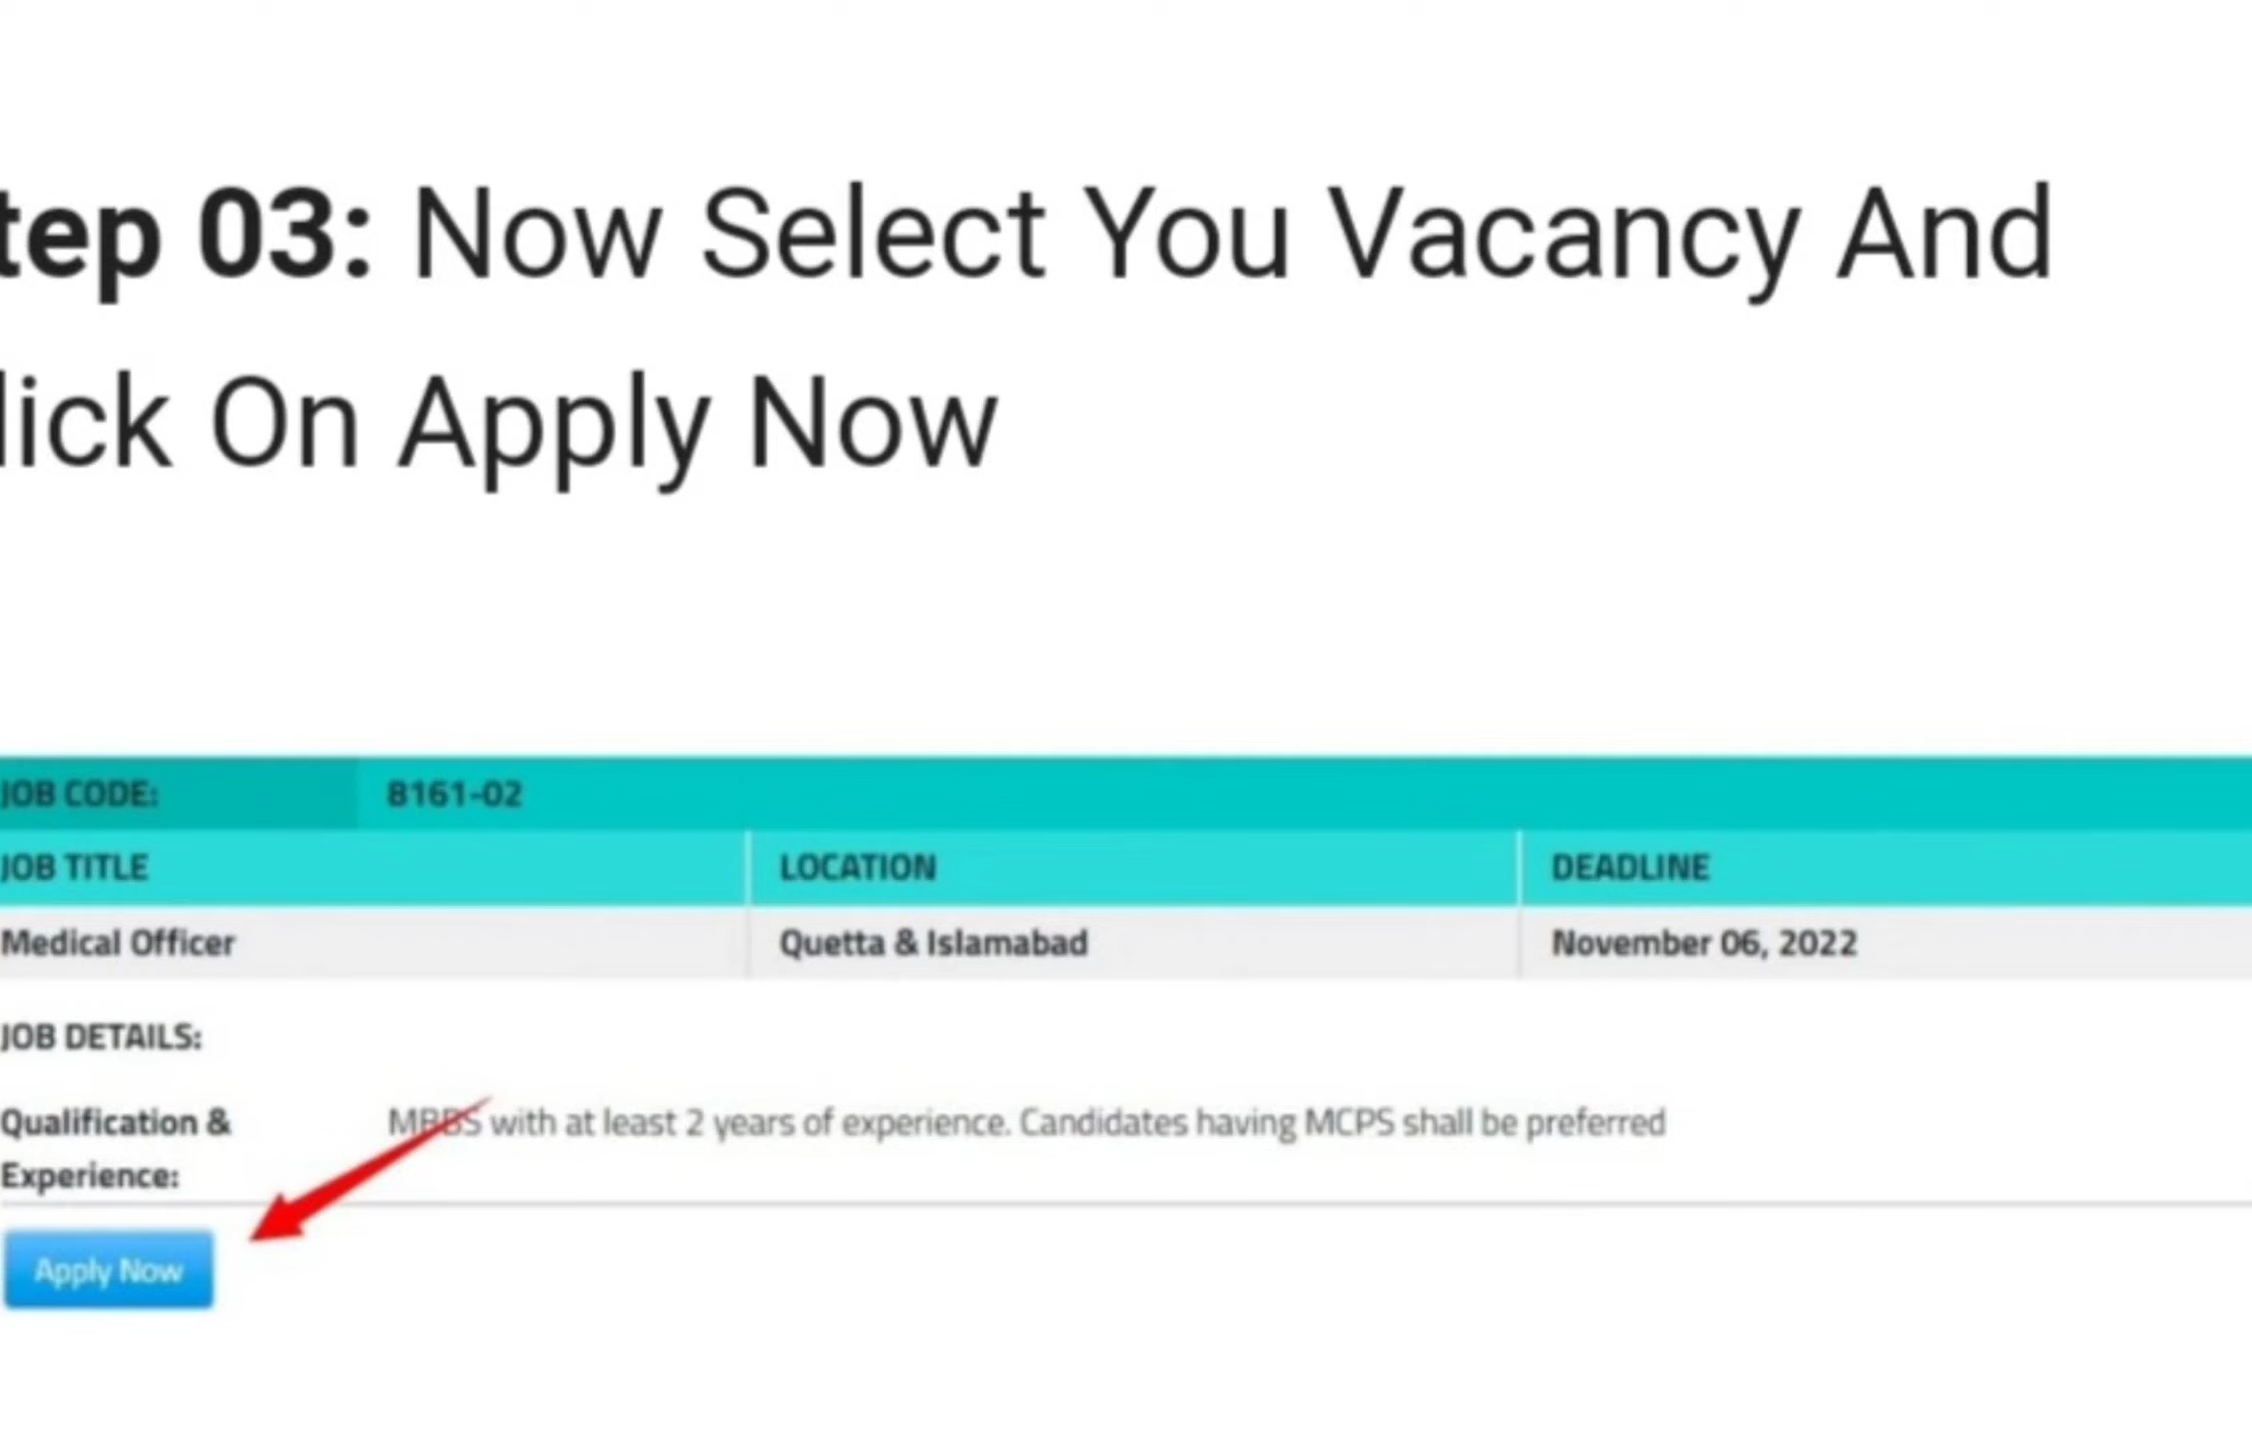 tep 03: Now Select You Vacancy And
lick On Apply Now
JOB CODE: 8161-02
JOB TITLE LOCATION DEADLINE
Medical Officer Quetta & Islamabad November 06, 2022
JOB DETAILS:
Qualification & MBBS with at least 2 years of experience. Candidates having MCPS shall be preferred
Experience:
Apply Now